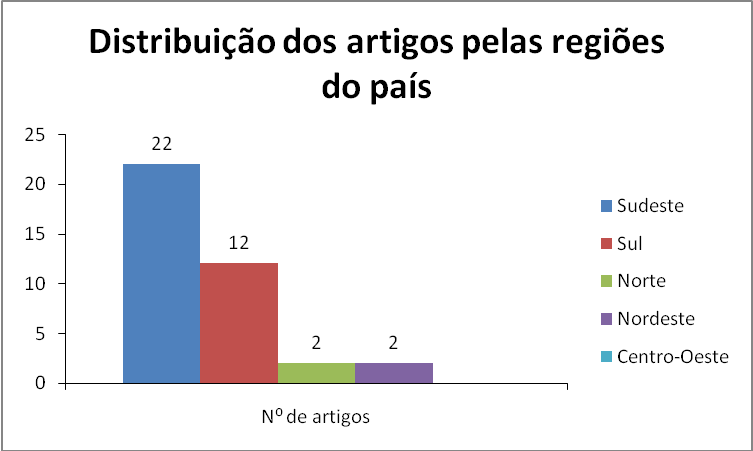 Distribuição dos artigos pelas regiões
do país
25
20
15
10
5
0
22
12
2
2
Nº de artigos
Sudeste
Sul
Norte
Nordeste
Centro-Oeste